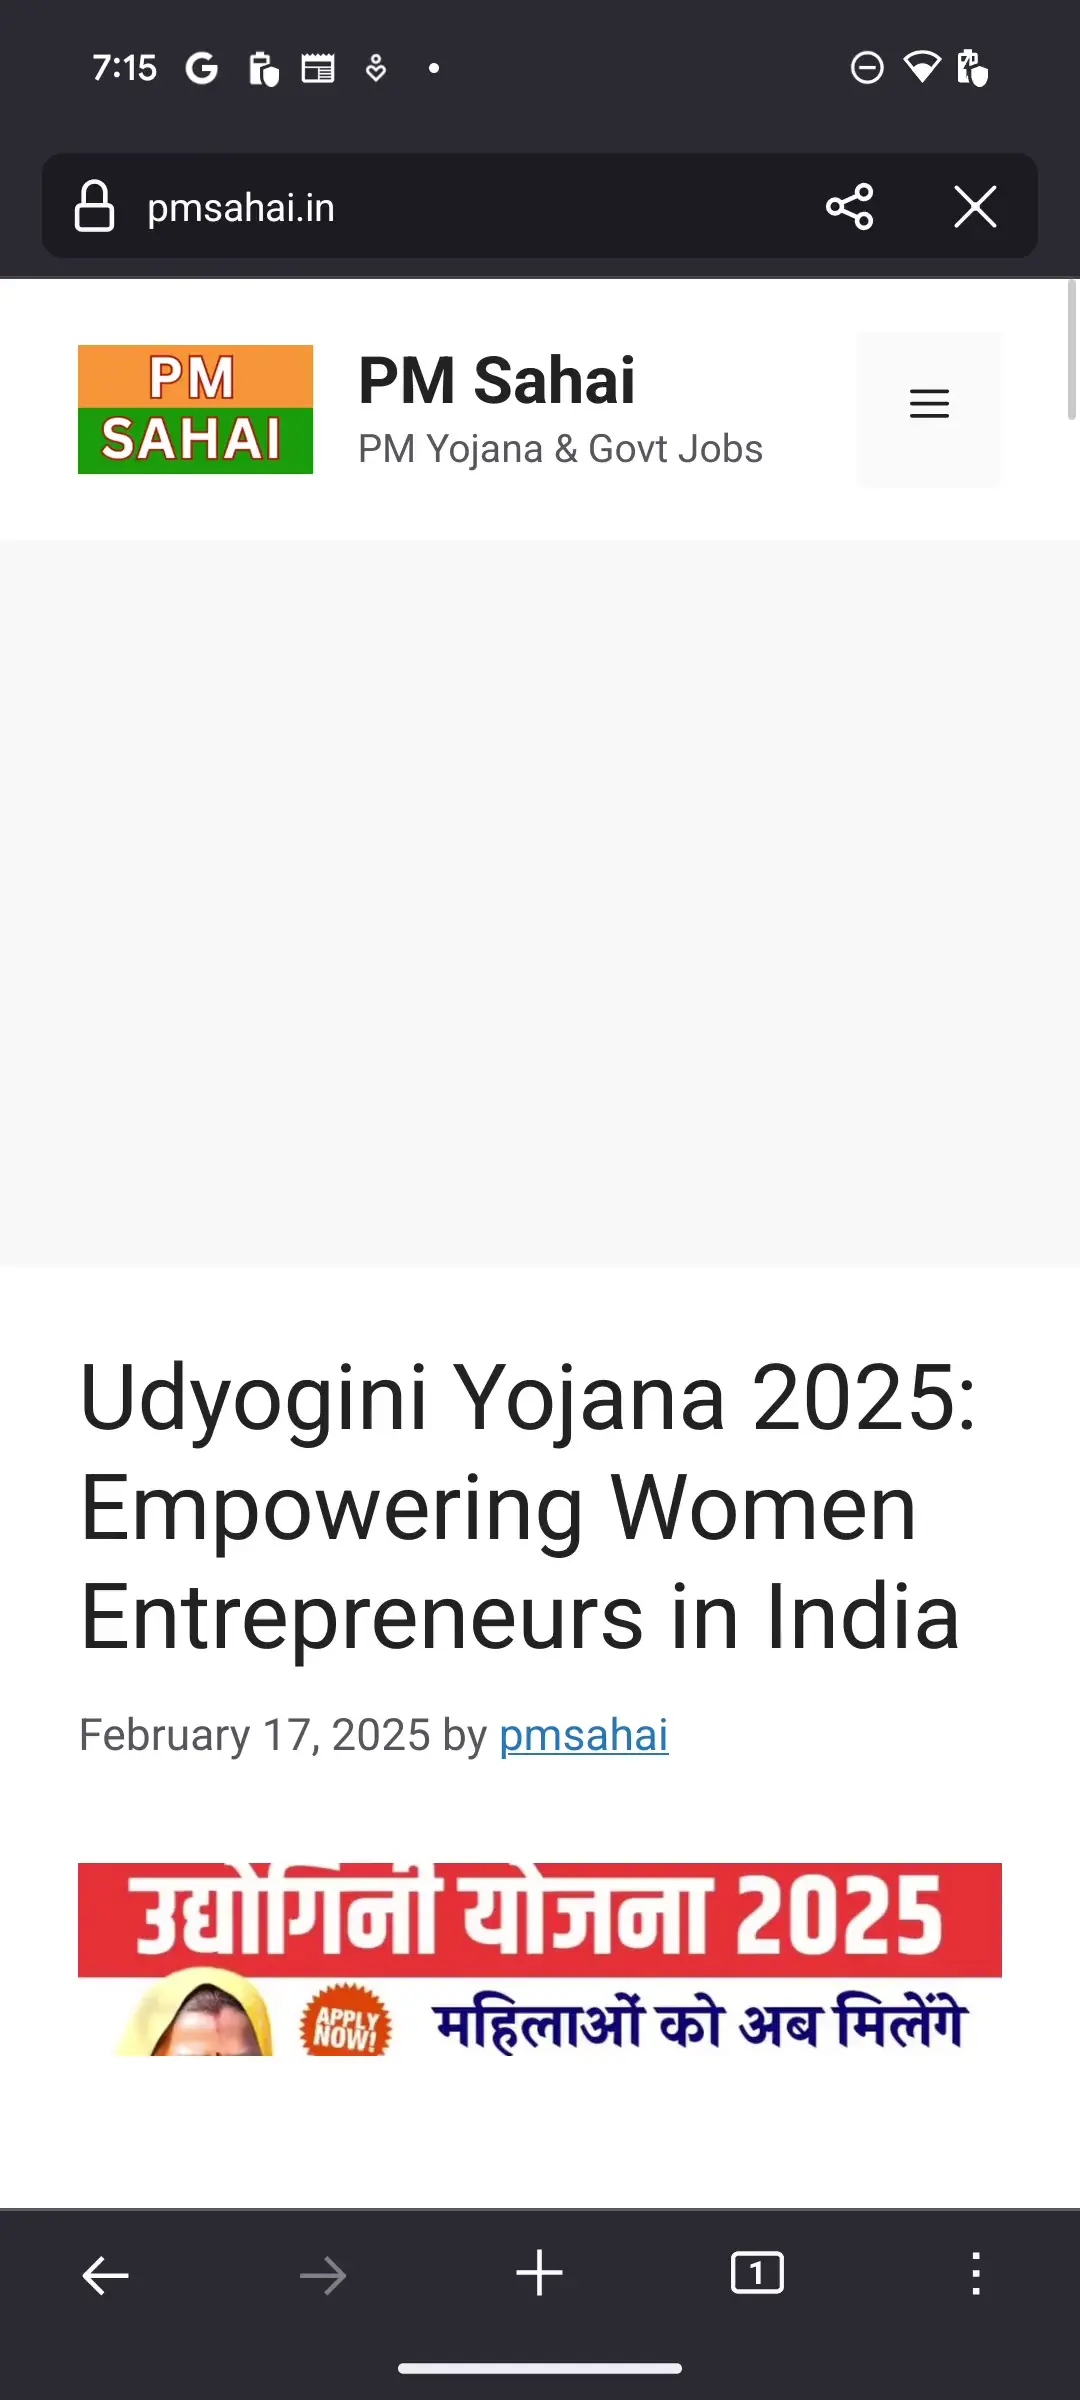 7:15
pmsahai.in
PM
SAHAI
PM Sahai
PM Yojana & Govt Jobs
Udyogini Yojana 2025:
Empowering Women
Entrepreneurs in India
February 17, 2025 by pmsahai
उद्योगिनी योजना 2025
APPLY
NOW!
महिलाओं को अब मिलेंगे
1